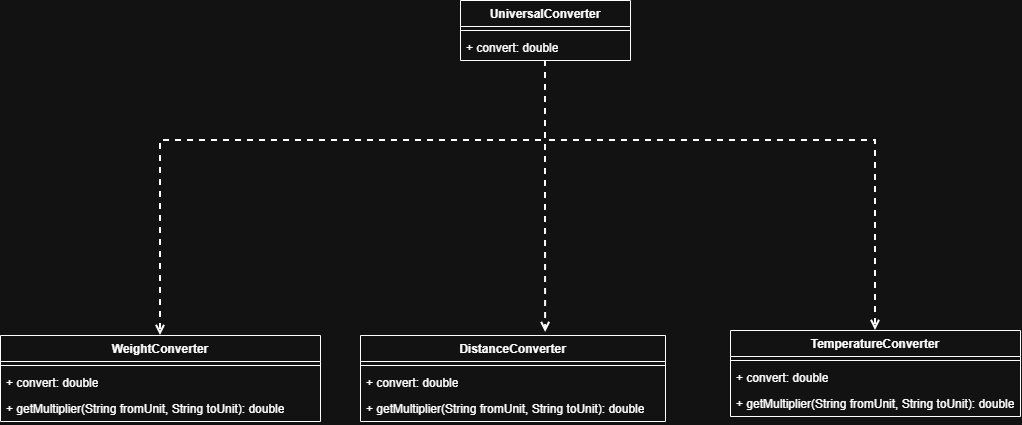 UniversalConverter
+ convert: double
WeightConverter
+ convert: double
+ getMultiplier(String fromUnit, String toUnit): double
DistanceConverter
+ convert: double
+ getMultiplier(String fromUnit, String toUnit): double
TemperatureConverter
+ convert: double
+ getMultiplier(String fromUnit, String toUnit): double